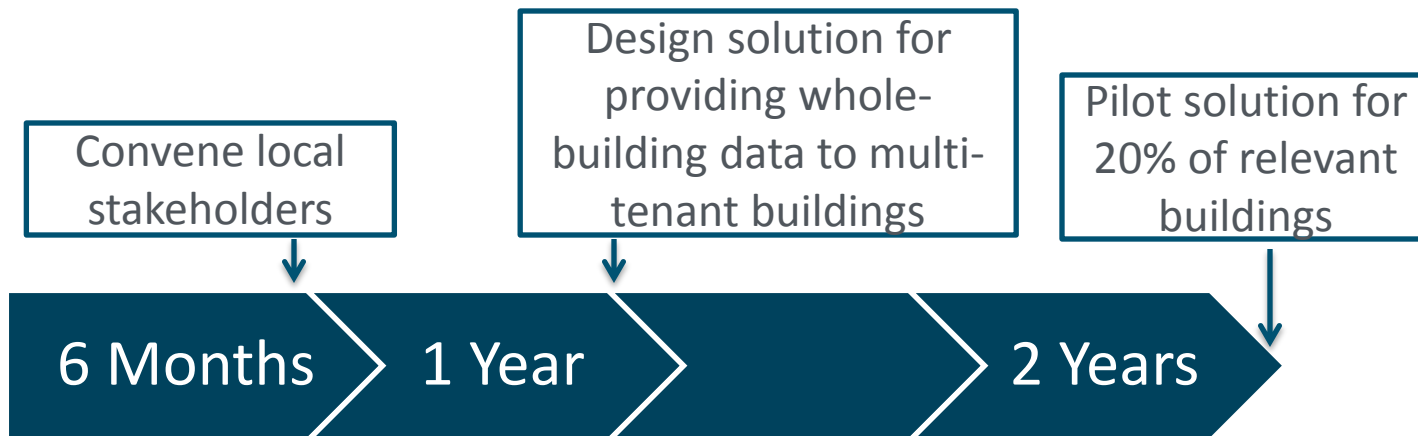 Convene local
stakeholders
Design solution for
providing whole-
building data to multi-
tenant buildings
Pilot solution for
20% of relevant
buildings
6 Months
1 Year
2 Years